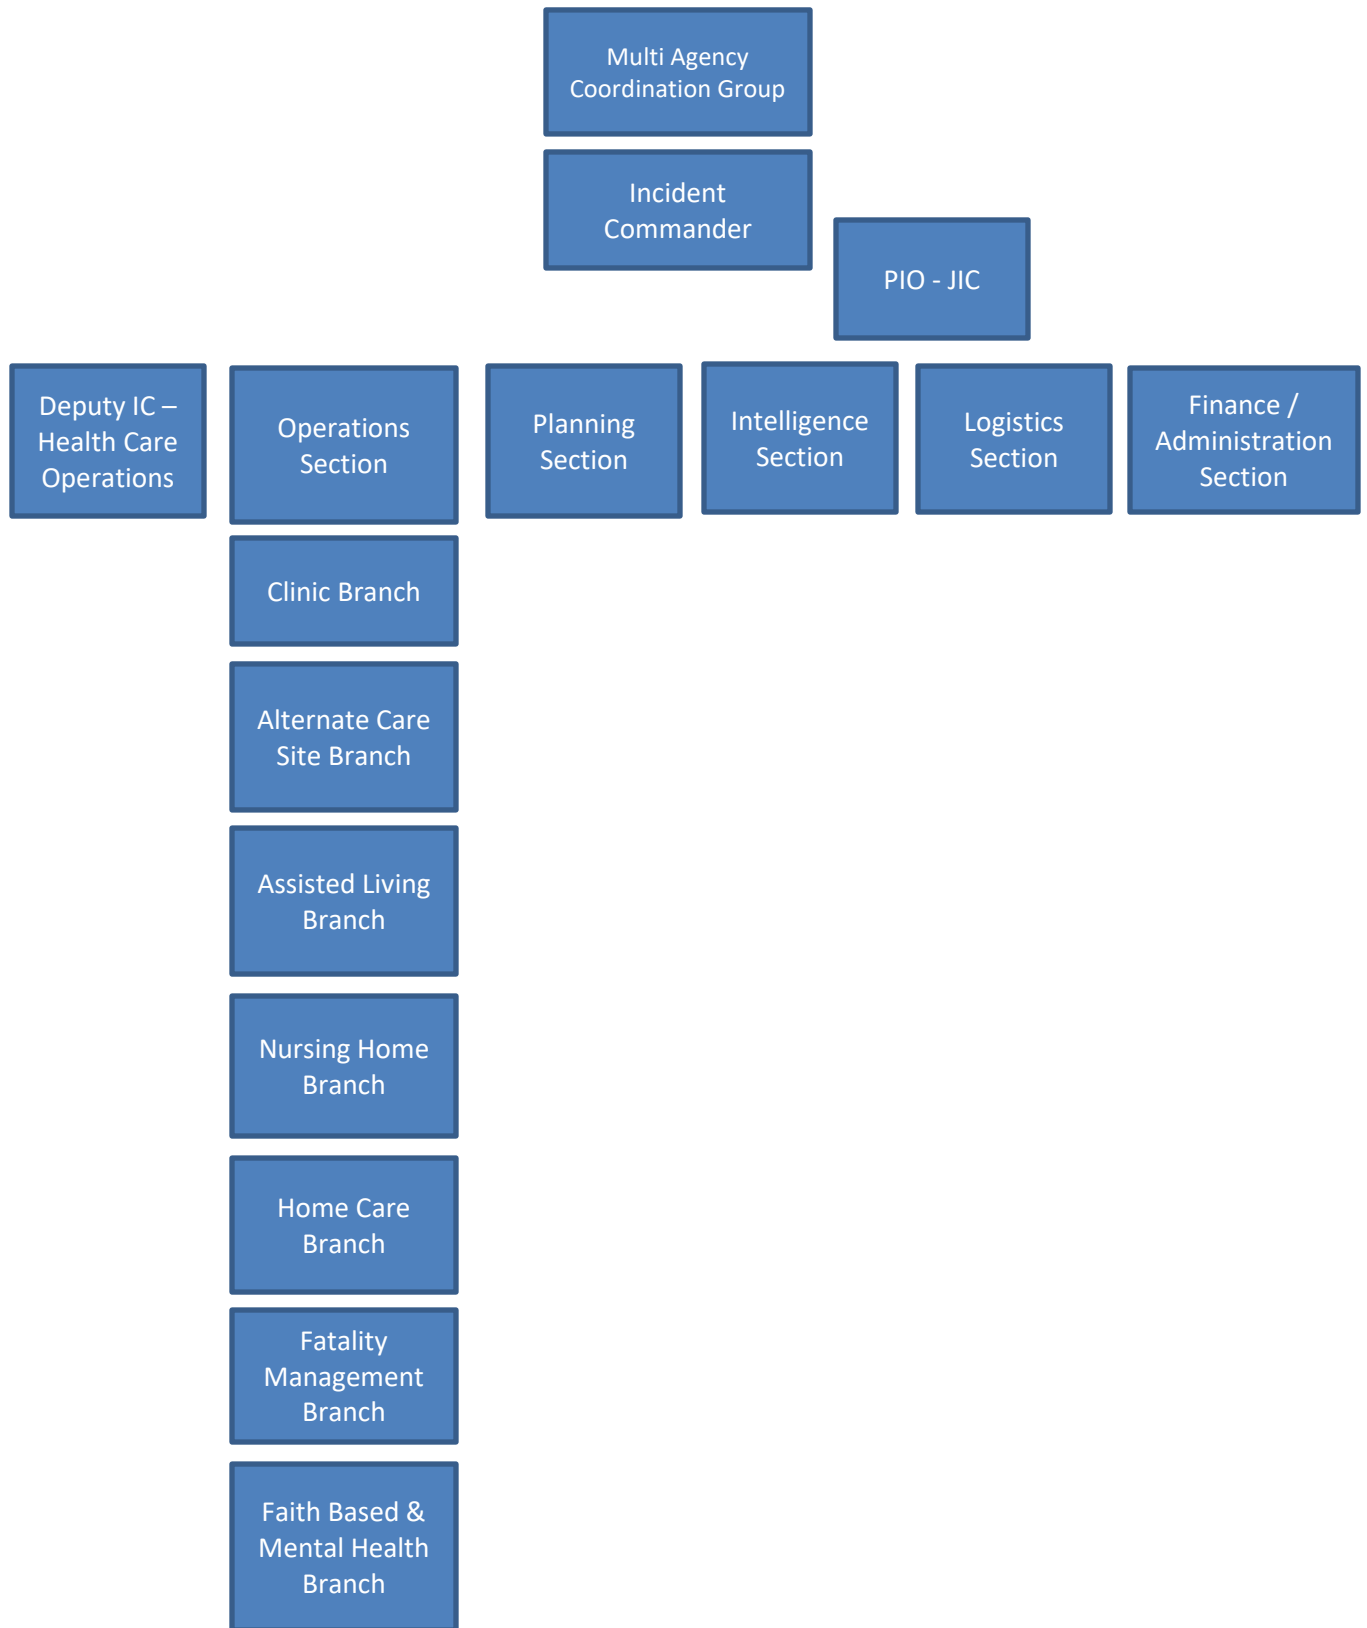 Multi Agency
Coordination Group
Incident
Commander
PIO - JIC
Deputy IC –
Health Care
Operations
Operations
Section
Planning
Section
Intelligence
Section
Logistics
Section
Finance /
Administration
Section
Clinic Branch
Alternate Care
Site Branch
Assisted Living
Branch
Nursing Home
Branch
Home Care
Branch
Fatality
Management
Branch
Faith Based &
Mental Health
Branch